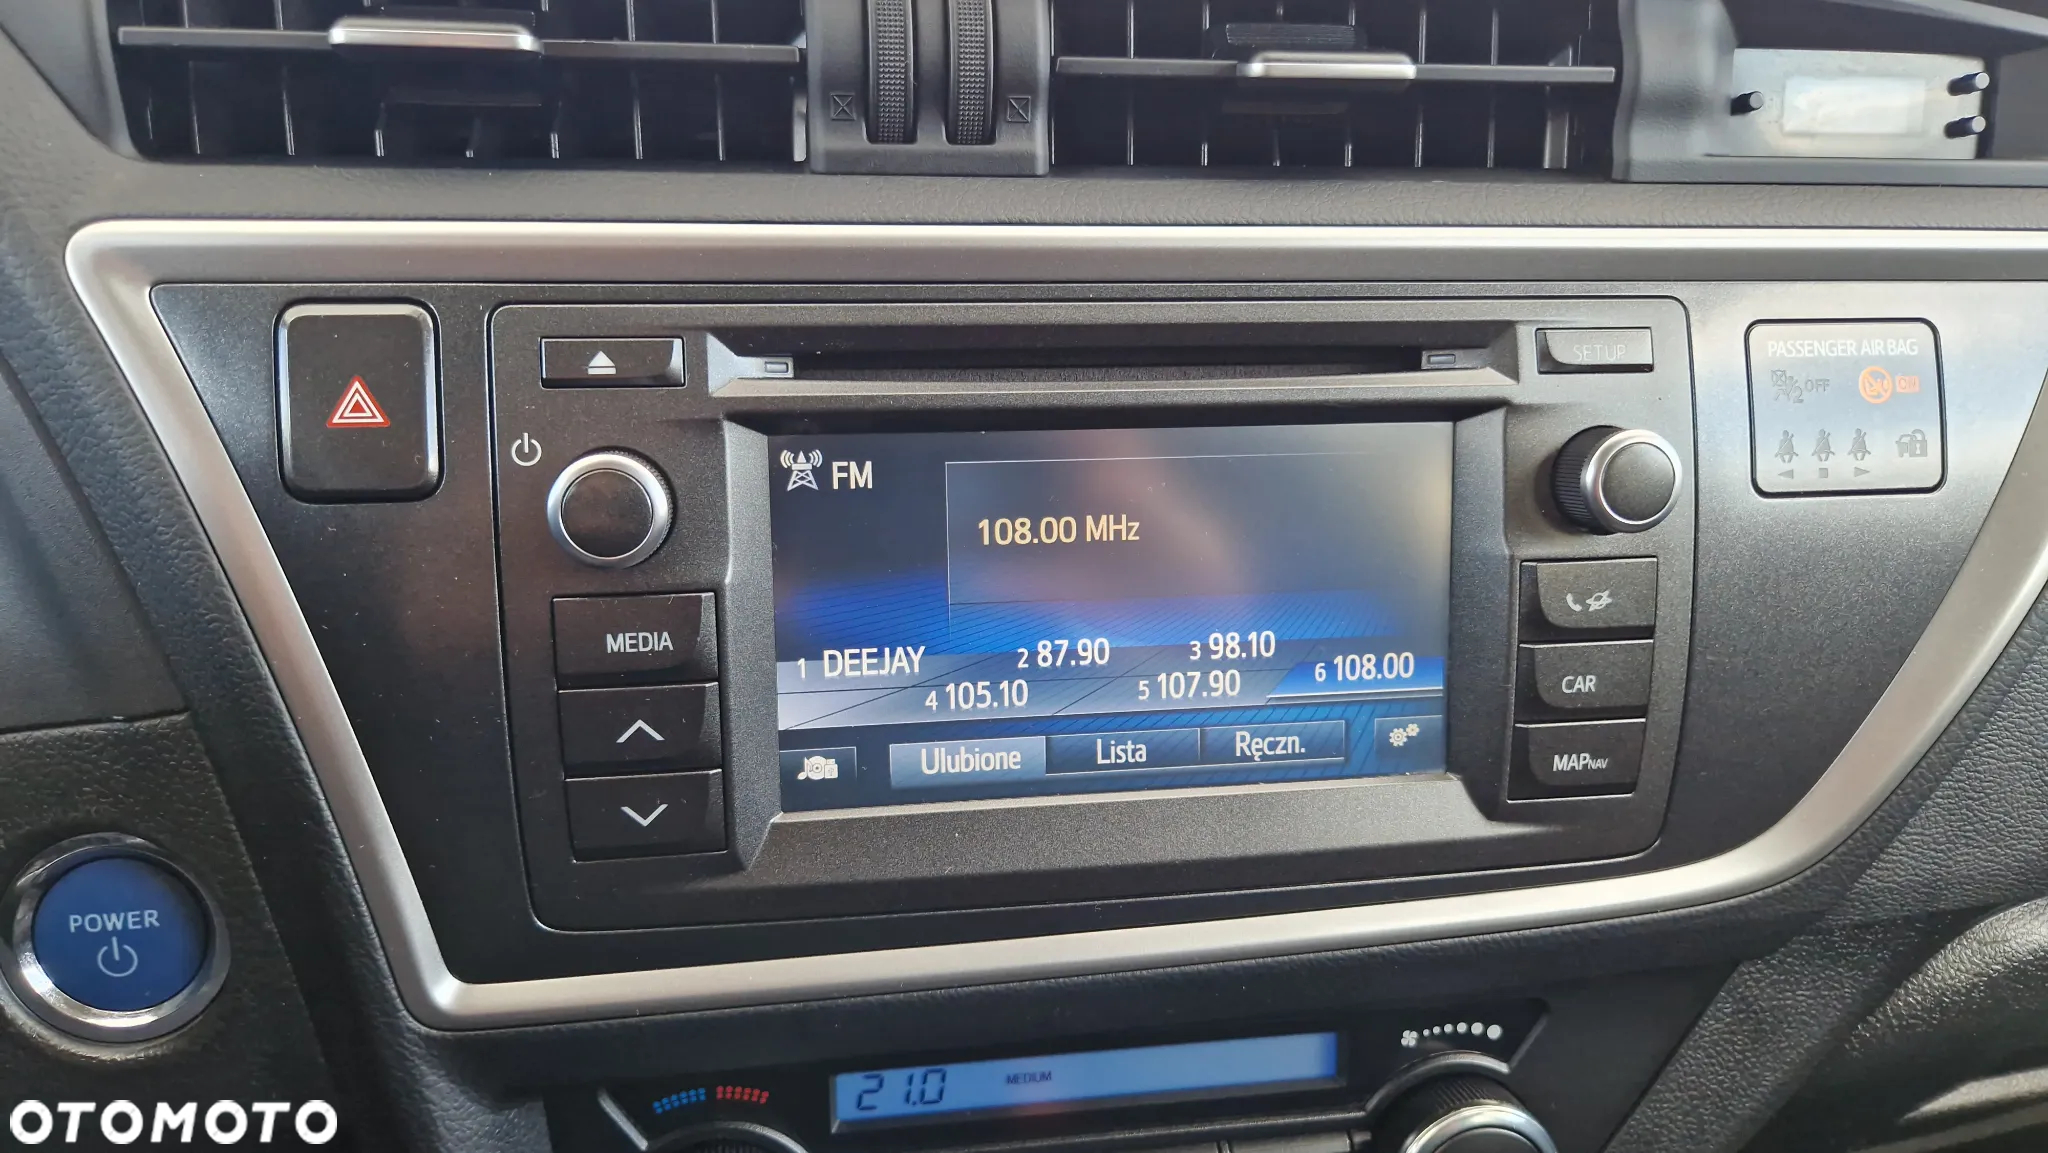 SETUP
PASSENGER AIR BAG
OFF
ON
FM
108.00 MHz
MEDIA
1 DEEJAY
2 87.90
3 98.10
4 105.10
5 107.90
6 108.00
CAR
Ulubione
Lista
Ręczn.
MAPNAV
POWER
21.0
MEDIUM
OTOMOTO